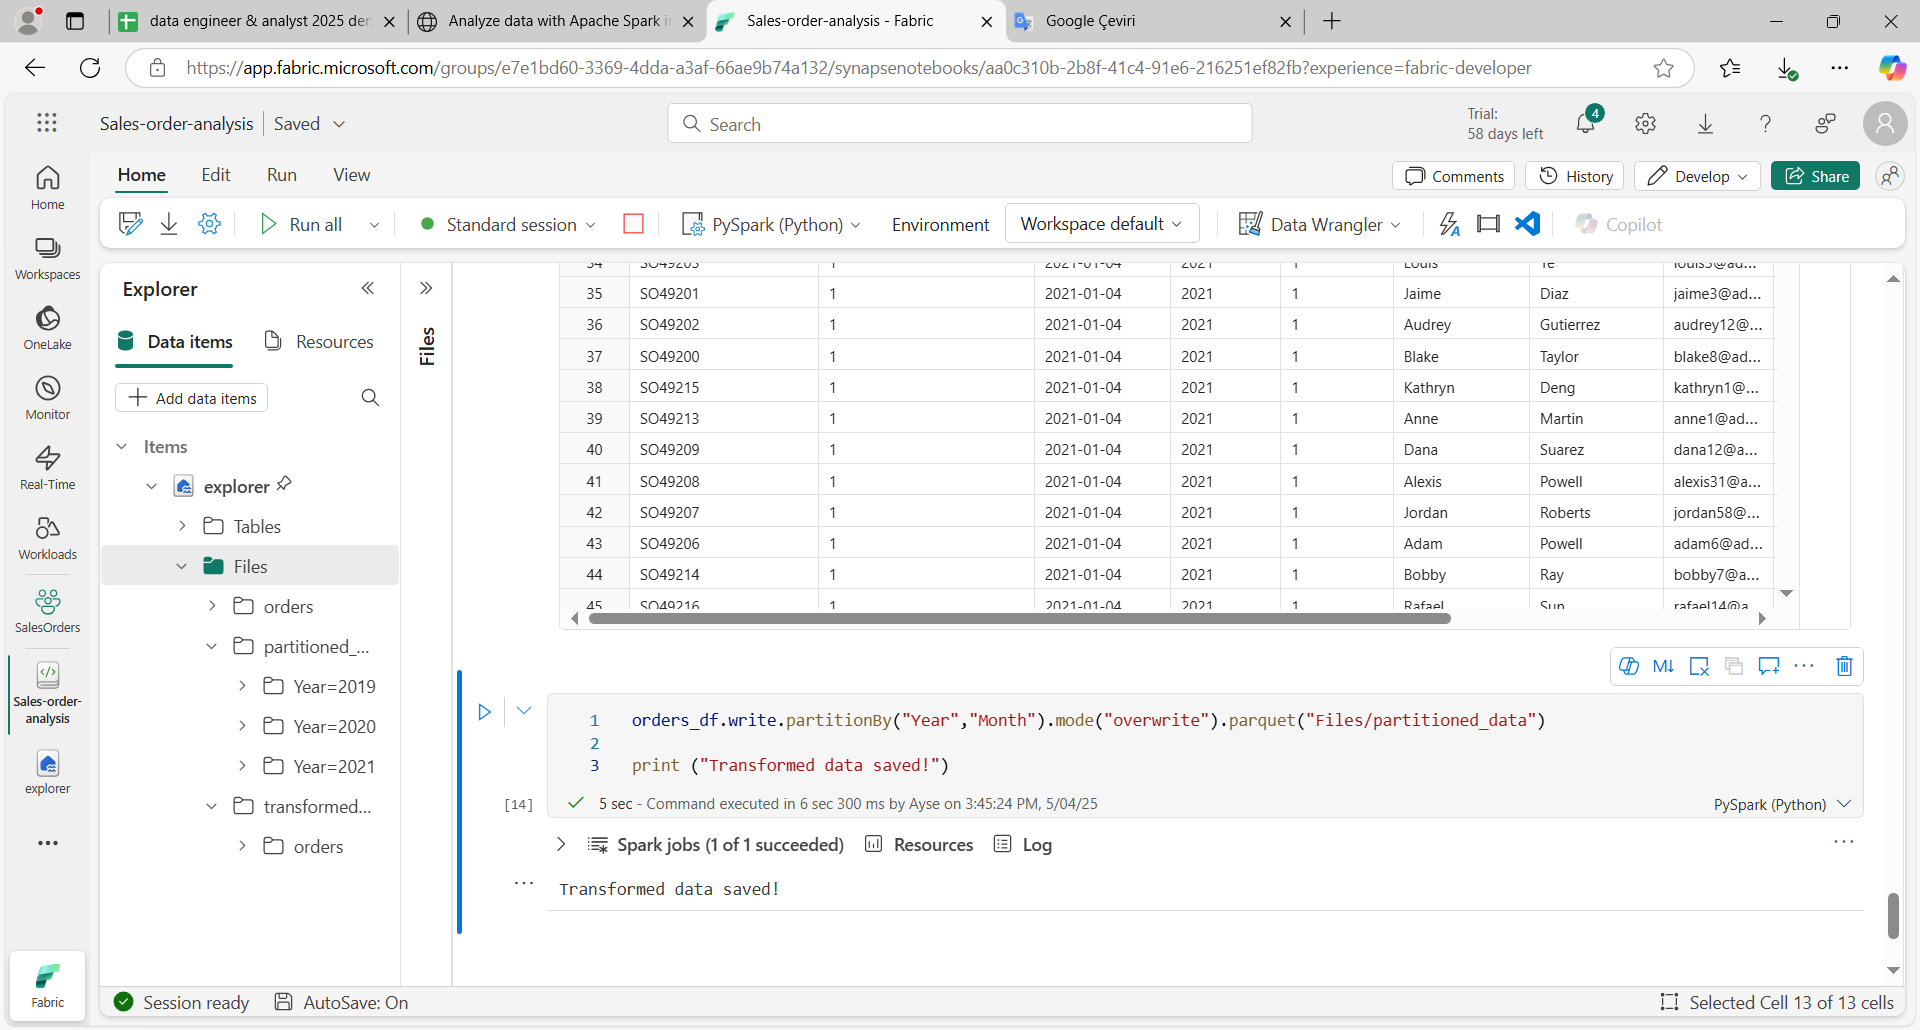 data engineer & analyst 2025 der
Analyze data with Apache Spark i
Sales-order-analysis - Fabric
Google Çeviri
https://app.fabric.microsoft.com/groups/e7e1bd60-3369-4dda-a3af-66ae9b74a132/synapsenotebooks/aa0c310b-2b8f-41c4-91e6-216251ef82fb?experience=fabric-developer
Sales-order-analysis Saved
Search
Trial:
58 days left
4
Home Edit Run View
Comments History Develop Share
Run all Standard session PySpark (Python) Environment Workspace default Data Wrangler Copilot
Home
Workspaces
OneLake
Monitor
Real-Time
Workloads
SalesOrders
Sales-order-
analysis
explorer
Fabric
Explorer
Data items Resources
Add data items
Items
explorer
Tables
Files
orders
partitioned_...
Year=2019
Year=2020
Year=2021
transformed...
orders
Files
34 SO49203 1 2021-01-04 2021 1 Louis Ye louis3@ad...
35 SO49201 1 2021-01-04 2021 1 Jaime Diaz jaime3@ad...
36 SO49202 1 2021-01-04 2021 1 Audrey Gutierrez audrey12@...
37 SO49200 1 2021-01-04 2021 1 Blake Taylor blake8@ad...
38 SO49215 1 2021-01-04 2021 1 Kathryn Deng kathryn1@...
39 SO49213 1 2021-01-04 2021 1 Anne Martin anne1@ad...
40 SO49209 1 2021-01-04 2021 1 Dana Suarez dana12@a...
41 SO49208 1 2021-01-04 2021 1 Alexis Powell alexis31@a...
42 SO49207 1 2021-01-04 2021 1 Jordan Roberts jordan58@...
43 SO49206 1 2021-01-04 2021 1 Adam Powell adam6@ad...
44 SO49214 1 2021-01-04 2021 1 Bobby Ray bobby7@a...
45 SO49216 1 2021-01-04 2021 1 Rafael Sun rafael14@a
M↓
1 orders_df.write.partitionBy("Year","Month").mode("overwrite").parquet("Files/partitioned_data")
2
3 print ("Transformed data saved!")
[14] 5 sec - Command executed in 6 sec 300 ms by Ayse on 3:45:24 PM, 5/04/25 PySpark (Python)
Spark jobs (1 of 1 succeeded) Resources Log
Transformed data saved!
Session ready AutoSave: On Selected Cell 13 of 13 cells